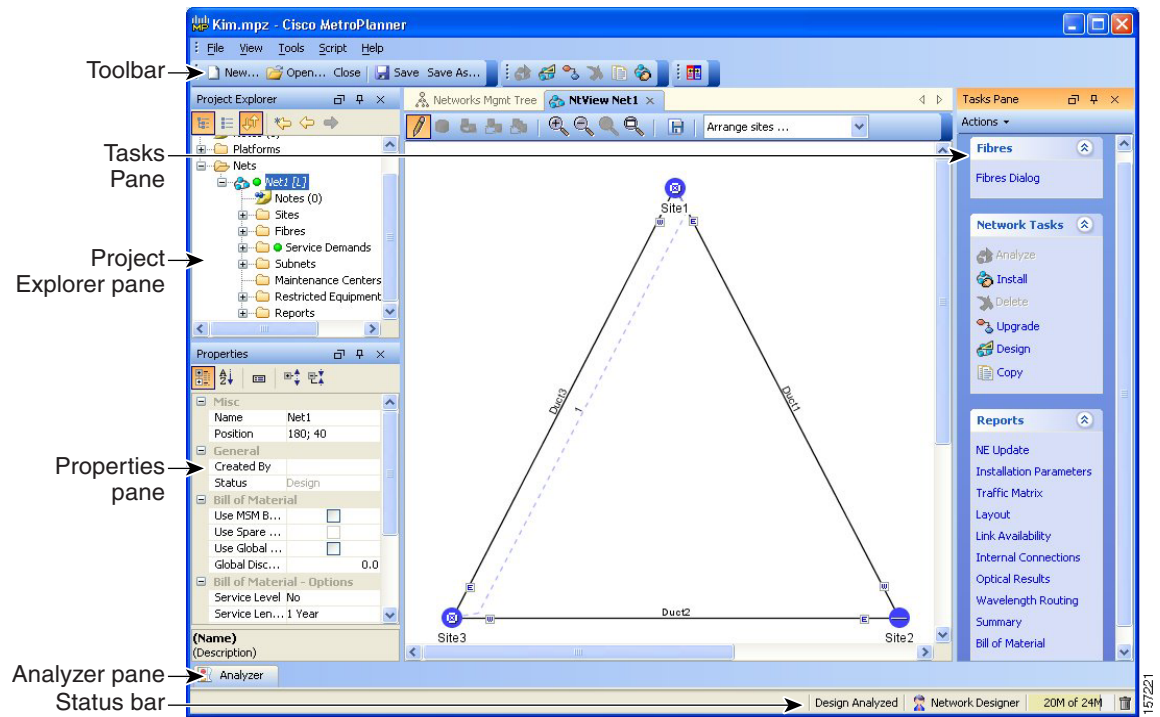 Kim.mpz - Cisco MetroPlanner
File View Tools Script Help
Toolbar
New... Open... Close Save Save As...
Project Explorer
Networks Mgmt Tree NtView Net1
Tasks Pane
Arrange sites ...
Actions
Tasks
Pane
Platforms
Nets
Net1 [L]
Notes (0)
Sites
Fibres
Service Demands
Subnets
Maintenance Centers
Restricted Equipment
Reports
Project
Explorer pane
Properties
Misc
Name Net1
Position 180; 40
General
Created By
Status Design
Bill of Material
Use MSM B...
Use Spare ...
Use Global ...
Global Disc... 0.0
Bill of Material - Options
Service Level No
Service Len... 1 Year
(Name)
(Description)
Properties
pane
Site1
W
E
Duct3
1
Duct1
E
W
W
Duct2
E
Site3
Site2
Fibres
Fibres Dialog
Network Tasks
Analyze
Install
Delete
Upgrade
Design
Copy
Reports
NE Update
Installation Parameters
Traffic Matrix
Layout
Link Availability
Internal Connections
Optical Results
Wavelength Routing
Summary
Bill of Material
Analyzer pane
Analyzer
Status bar
Design Analyzed Network Designer 20M of 24M
157221